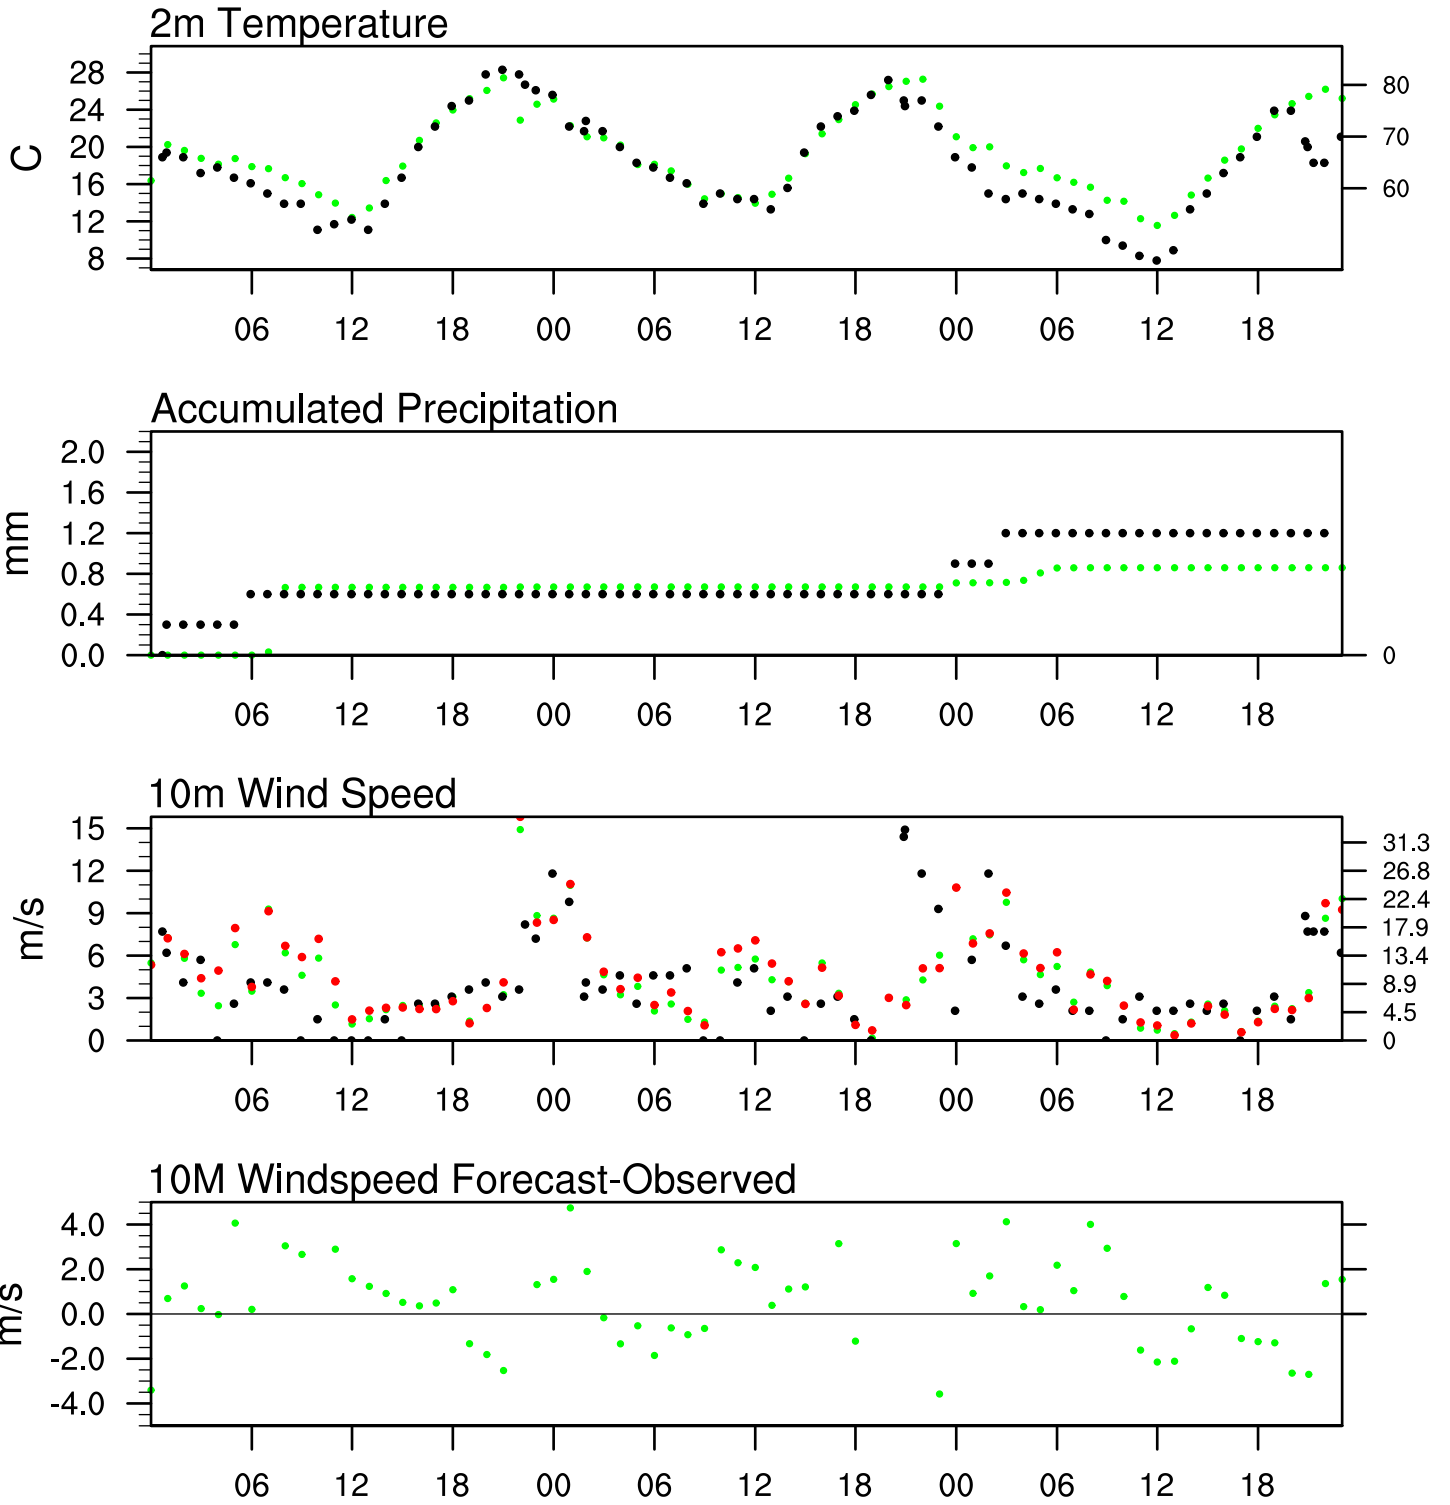 2m Temperature
28
24
20
16
12
8
C
80
70
60
06 12 18 00 06 12 18 00 06 12 18
Accumulated Precipitation
2.0
1.6
1.2
0.8
0.4
0.0
mm
0
06 12 18 00 06 12 18 00 06 12 18
10m Wind Speed
15
12
9
6
3
0
m/s
31.3
26.8
22.4
17.9
13.4
8.9
4.5
0
06 12 18 00 06 12 18 00 06 12 18
10M Windspeed Forecast-Observed
4.0
2.0
0.0
-2.0
-4.0
m/s
06 12 18 00 06 12 18 00 06 12 18